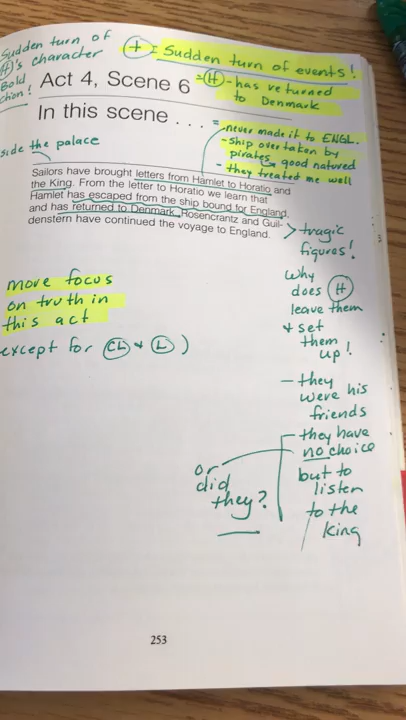 Sudden turn of
(H)'s character
Bold
(+) = Sudden turn of events!
Act 4, Scene 6
= (H) - has returned
to Denmark
In this scene . . .
= never made it to ENGL.
- ship overtaken by
pirates - good natured
- they treated me well
side the palace
Sailors have brought letters from Hamlet to Horatio and
the King. From the letter to Horatio we learn that
Hamlet has escaped from the ship bound for England,
and has returned to Denmark. Rosencrantz and Guil-
denstern have continued the voyage to England.
> tragic
figures!
move focus
on truth in
this act
except for (CL) + (L) )
Why
does (H)
leave them
+ set
them
up!
- they
were his
friends
- they have
no choice
but to
listen
to the
king
or
did
they?
253